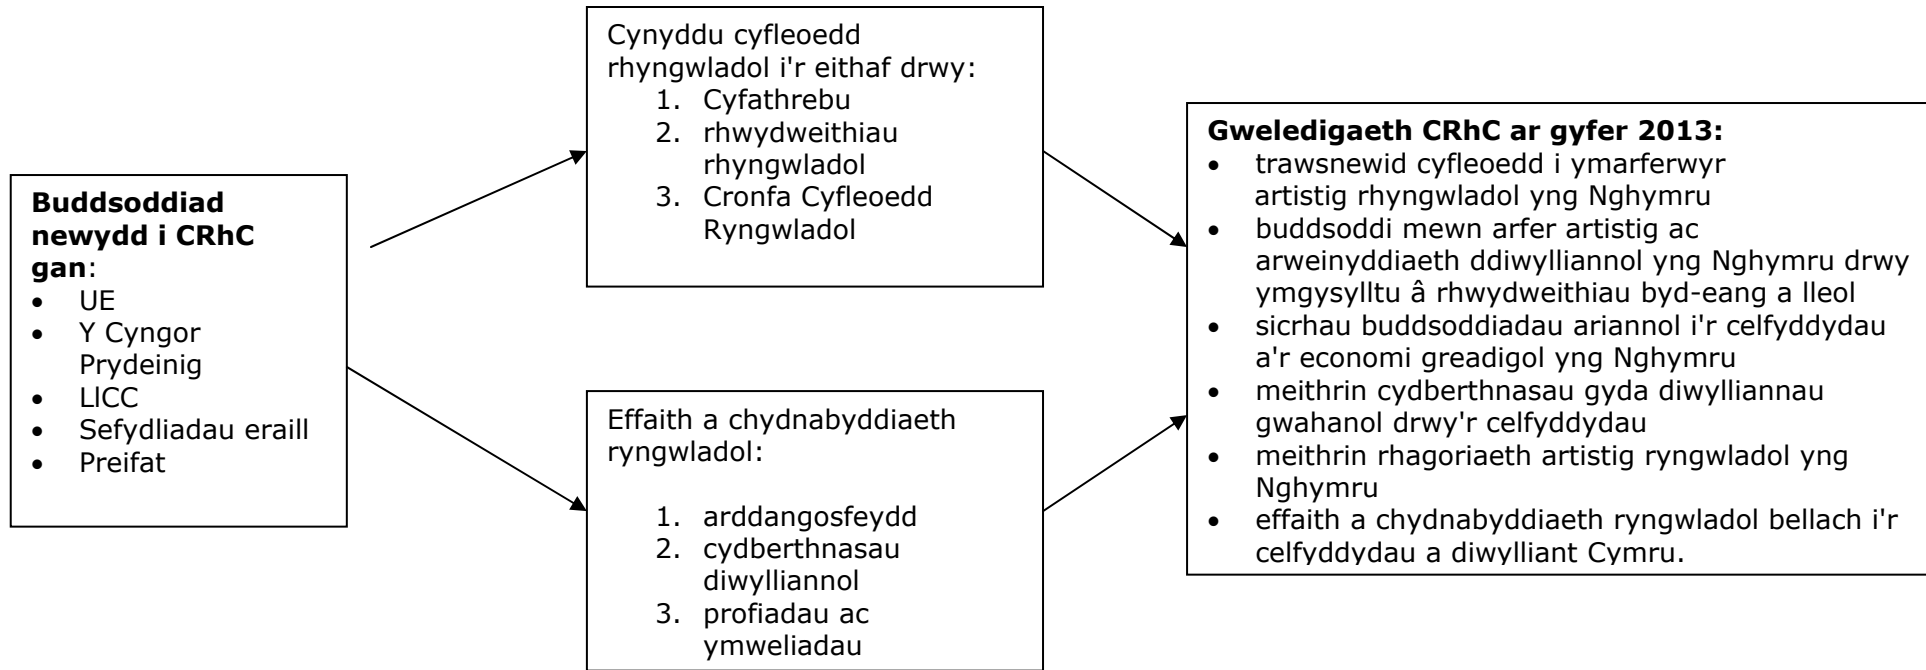 Buddsoddiad
newydd i CRhC
gan:
• UE
• Y Cyngor
Prydeinig
• LlCC
• Sefydliadau eraill
• Preifat
Cynyddu cyfleoedd
rhyngwladol i'r eithaf drwy:
1. Cyfathrebu
2. rhwydweithiau
rhyngwladol
3. Cronfa Cyfleoedd
Ryngwladol
Effaith a chydnabyddiaeth
ryngwladol:
1. arddangosfeydd
2. cydberthnasau
diwylliannol
3. profiadau ac
ymweliadau
Gweledigaeth CRhC ar gyfer 2013:
• trawsnewid cyfleoedd i ymarferwyr
artistig rhyngwladol yng Nghymru
• buddsoddi mewn arfer artistig ac
arweinyddiaeth ddiwylliannol yng Nghymru drwy
ymgysylltu â rhwydweithiau byd-eang a lleol
• sicrhau buddsoddiadau ariannol i'r celfyddydau
a'r economi greadigol yng Nghymru
• meithrin cydberthnasau gyda diwylliannau
gwahanol drwy'r celfyddydau
• meithrin rhagoriaeth artistig ryngwladol yng
Nghymru
• effaith a chydnabyddiaeth ryngwladol bellach i'r
celfyddydau a diwylliant Cymru.